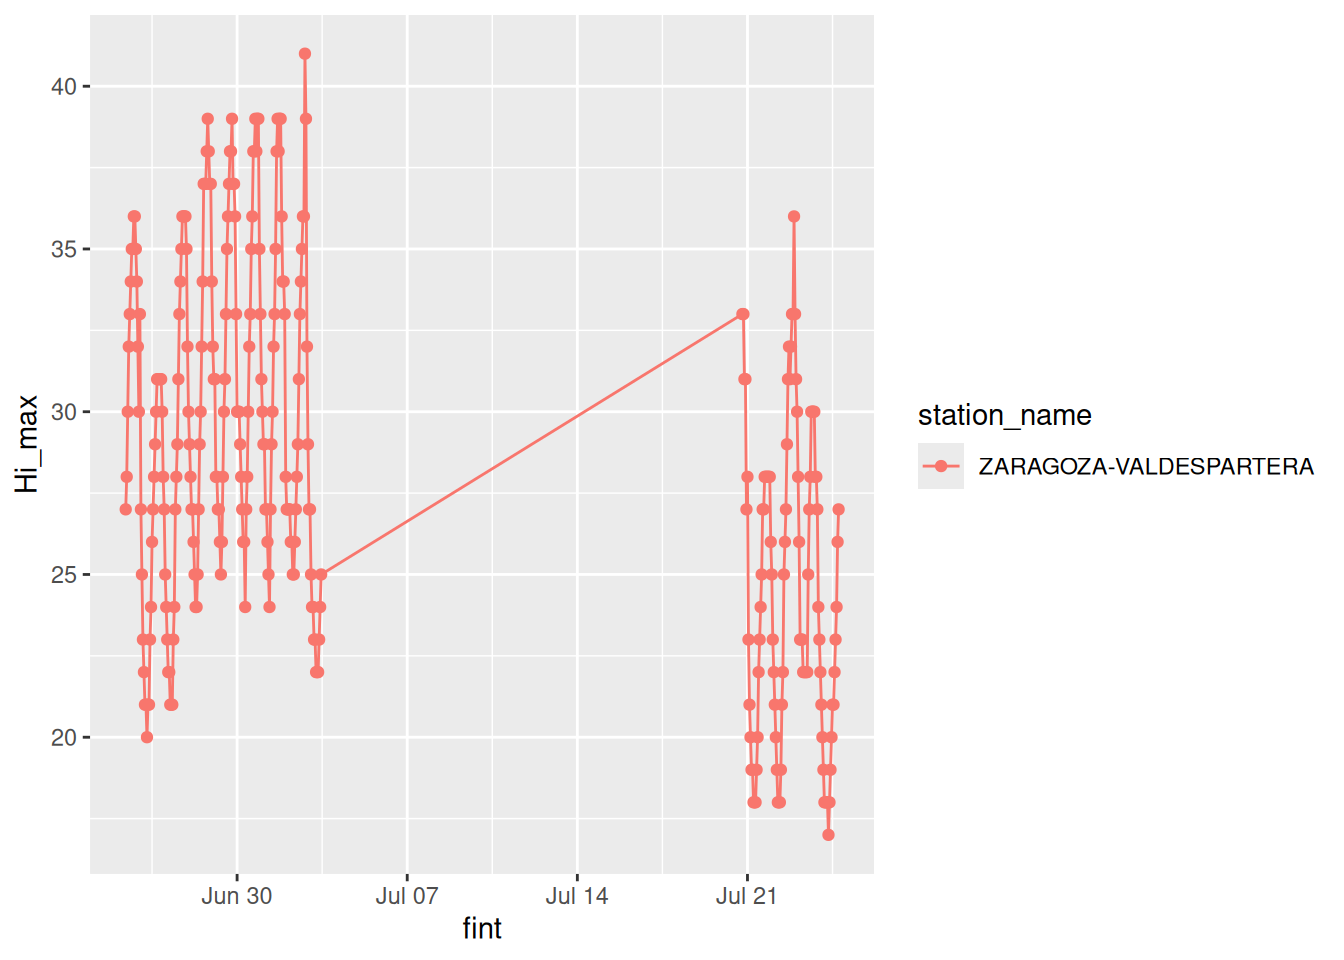 40
35
30
25
20
Hi_max
Jun 30
Jul 07
Jul 14
Jul 21
fint
station_name
ZARAGOZA-VALDESPARTERA